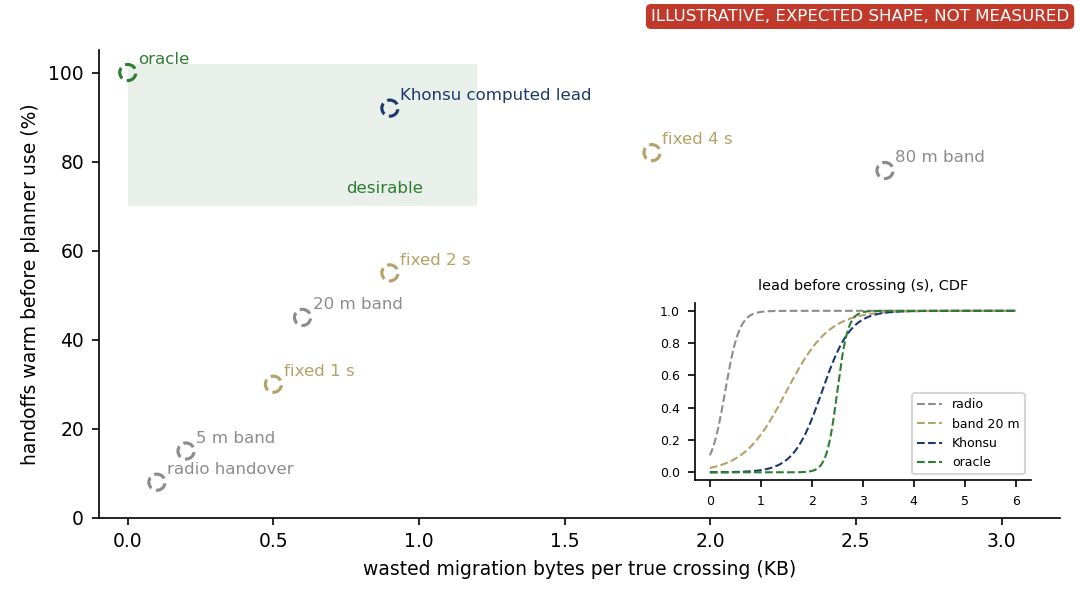 ILLUSTRATIVE, EXPECTED SHAPE, NOT MEASURED
handoffs warm before planner use (%)
100
80
60
40
20
0
oracle
Khonsu computed lead
desirable
fixed 4 s
80 m band
fixed 2 s
20 m band
fixed 1 s
5 m band
radio handover
lead before crossing (s), CDF
1.0
0.8
0.6
0.4
0.2
0.0
radio
band 20 m
Khonsu
oracle
0 1 2 3 4 5 6
0.0 0.5 1.0 1.5 2.0 2.5 3.0
wasted migration bytes per true crossing (KB)